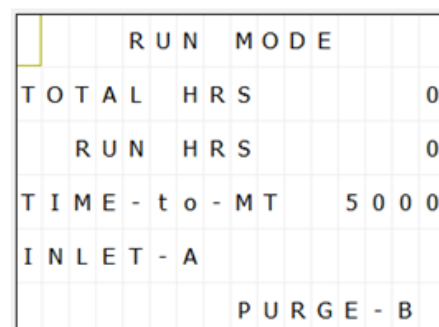 RUN MODE
TOTAL HRS 0
RUN HRS 0
TIME-to-MT 5000
INLET-A
PURGE-B